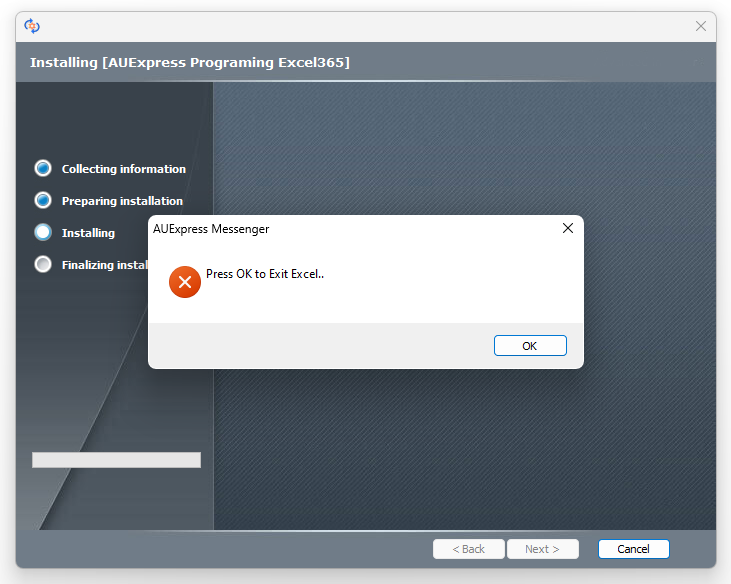 Installing [AUExpress Programing Excel365]
Collecting information
Preparing installation
Installing
Finalizing instal
AUExpress Messenger
Press OK to Exit Excel..
OK
< Back
Next >
Cancel